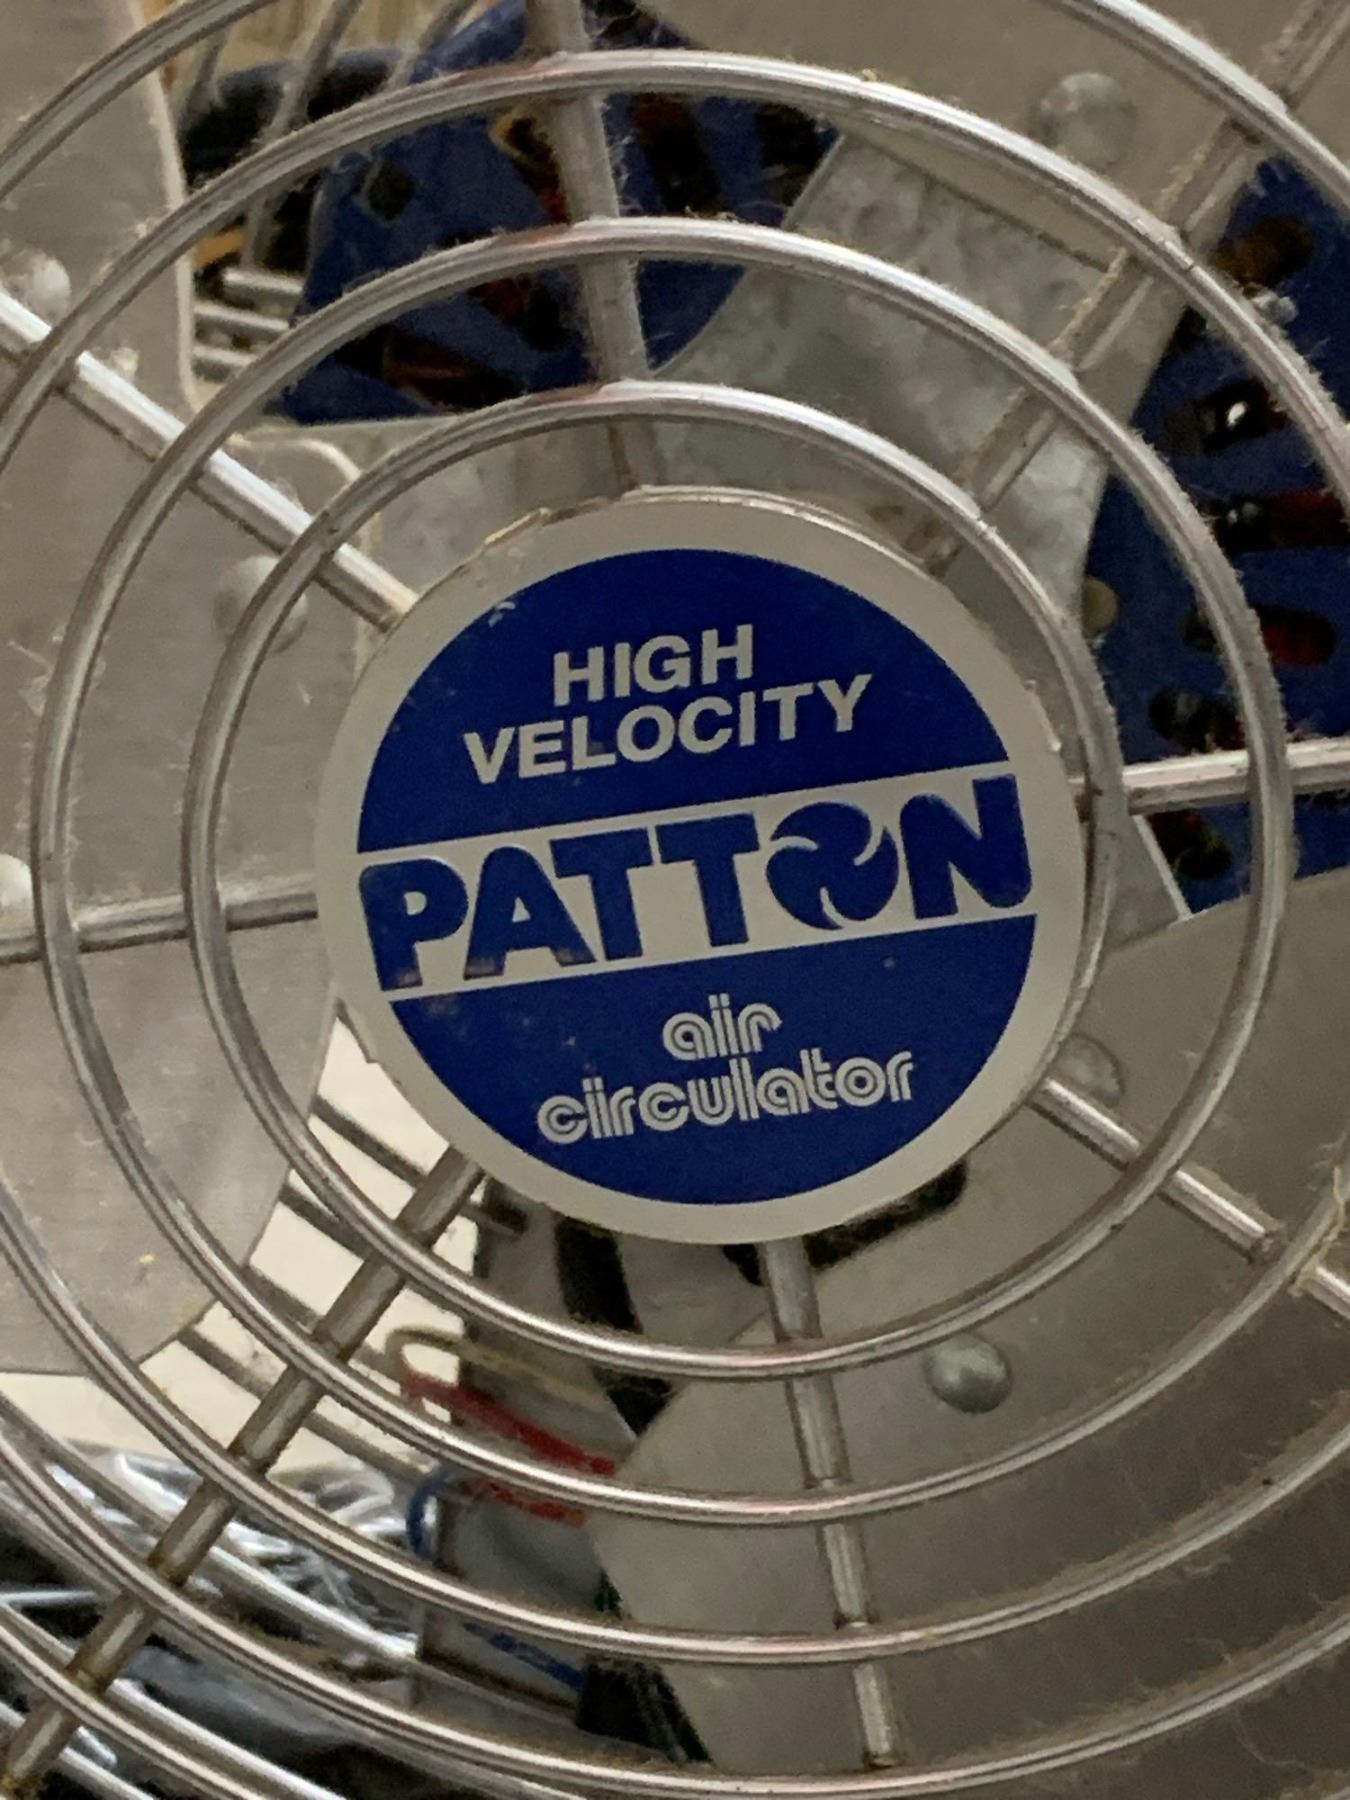 HIGH
VELOCITY
PATTON
air
circulator